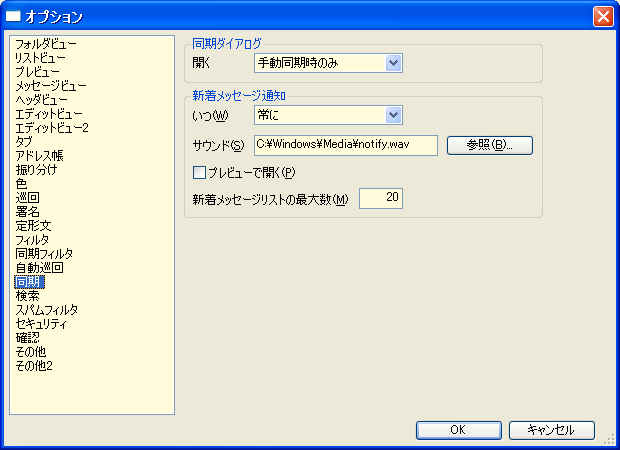 オプション
フォルダビュー
リストビュー
プレビュー
メッセージビュー
ヘッダビュー
エディットビュー
エディットビュー2
タブ
アドレス帳
振り分け
色
巡回
署名
定形文
フィルタ
同期フィルタ
自動巡回
同期
検索
スパムフィルタ
セキュリティ
確認
その他
その他2
同期ダイアログ
開く 手動同期時のみ
新着メッセージ通知
いつ(W) 常に
サウンド(S) C:¥Windows¥Media¥notify.wav 参照(B)...
プレビューで開く(P)
新着メッセージリストの最大数(M) 20
OK キャンセル